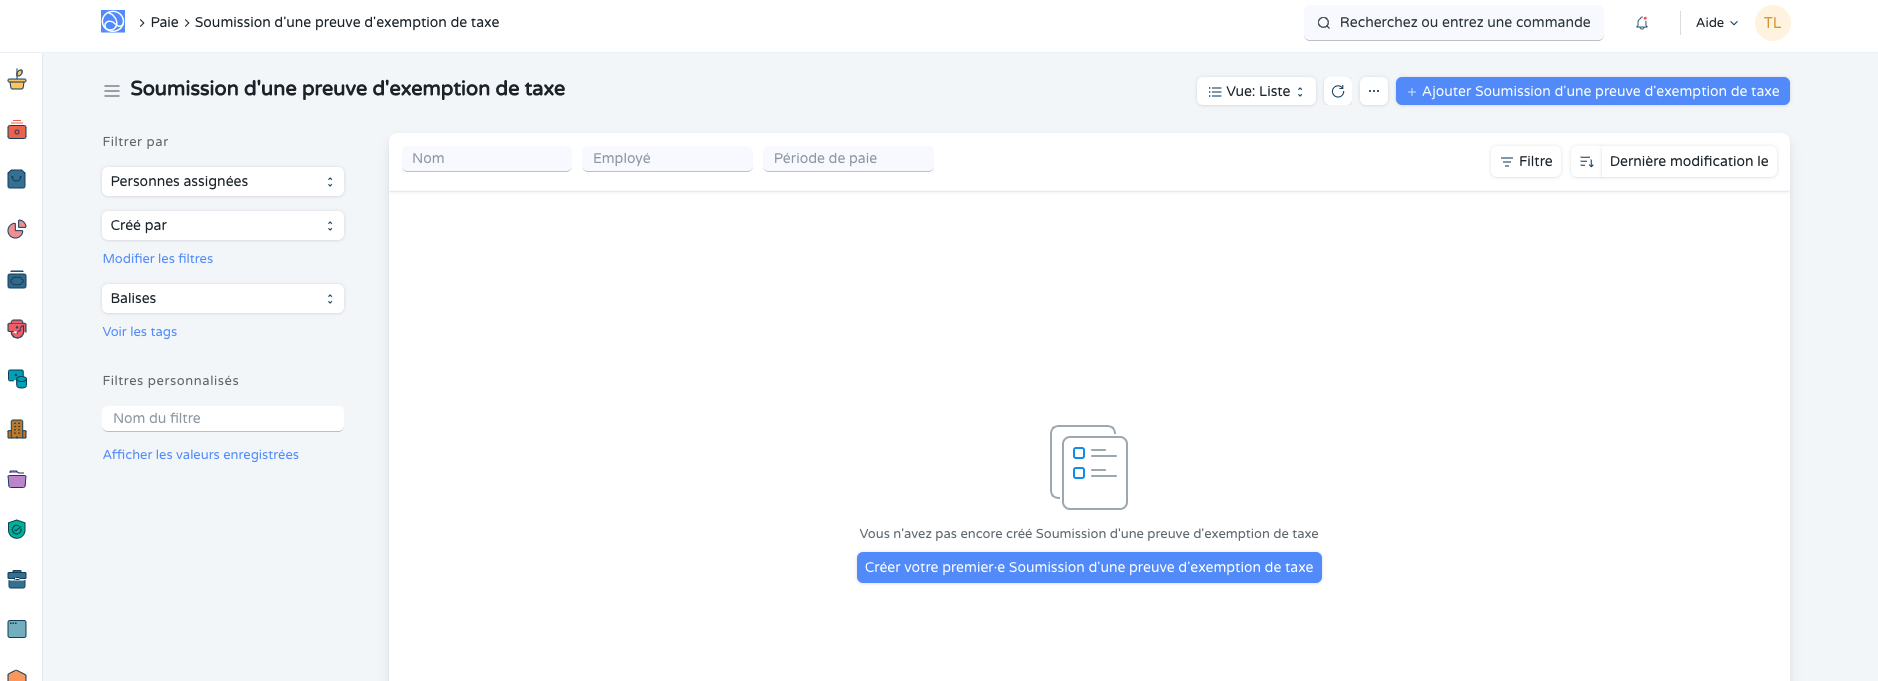 Paie
Soumission d'une preuve d'exemption de taxe
Recherchez ou entrez une commande
Aide
TL
Soumission d'une preuve d'exemption de taxe
Vue: Liste
+ Ajouter Soumission d'une preuve d'exemption de taxe
Filtrer par
Personnes assignées
Créé par
Modifier les filtres
Balises
Voir les tags
Filtres personnalisés
Nom du filtre
Afficher les valeurs enregistrées
Nom
Employé
Période de paie
Filtre
Dernière modification le
Vous n'avez pas encore créé Soumission d'une preuve d'exemption de taxe
Créer votre premier·e Soumission d'une preuve d'exemption de taxe